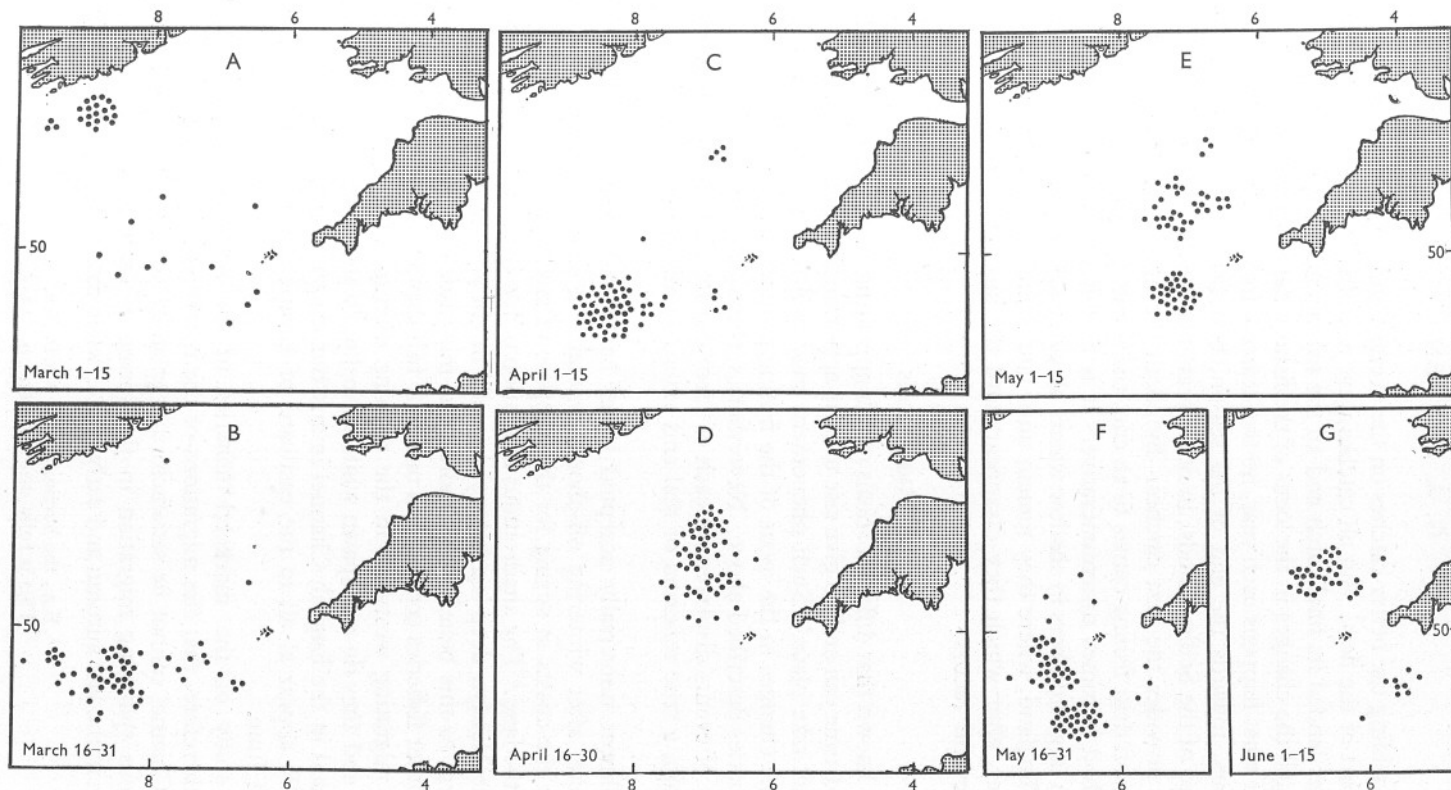 8 6 4 8 6 4 8 6 4
A C E
50 50
March 1–15 April 1–15 May 1–15
B D F G
50 50
March 16–31 April 16-30 May 16–31 June 1–15
8 6 4 8 6 4 6 6